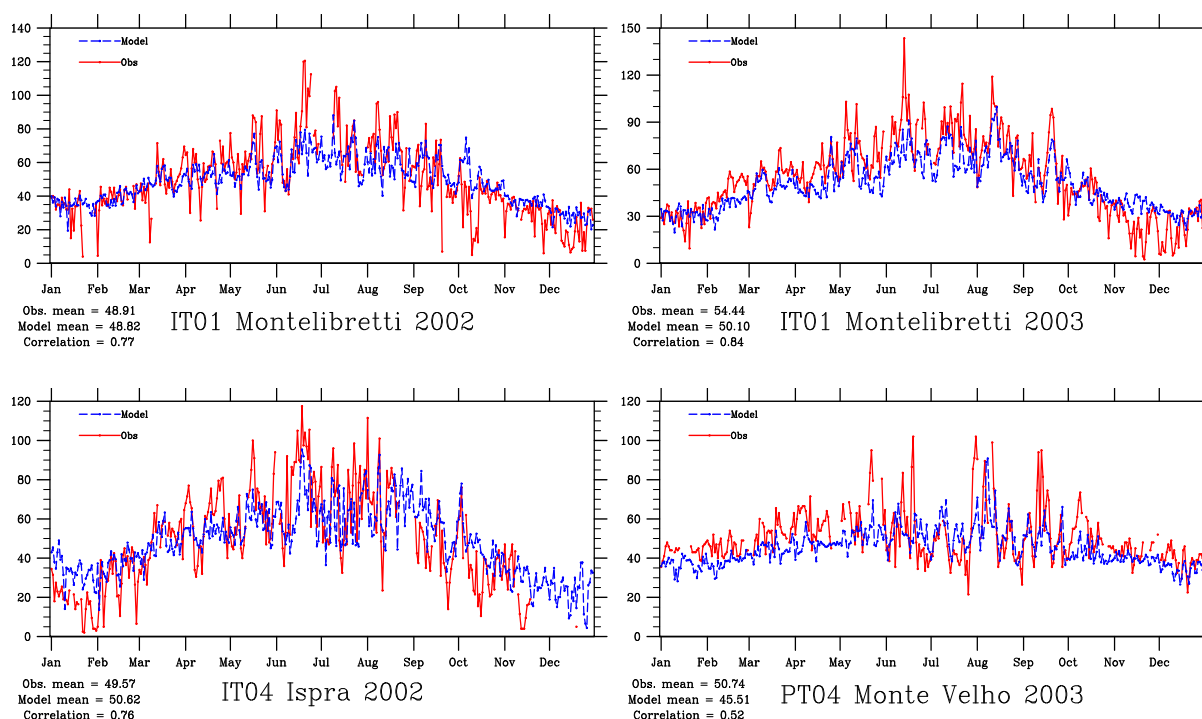 140
120
100
80
60
40
20
0
Model
Obs
Jan Feb Mar Apr May Jun Jul Aug Sep Oct Nov Dec
Obs. mean = 48.91
Model mean = 48.82
Correlation = 0.77
IT01 Montelibretti 2002
150
120
90
60
30
0
Model
Obs
Jan Feb Mar Apr May Jun Jul Aug Sep Oct Nov Dec
Obs. mean = 54.44
Model mean = 50.10
Correlation = 0.84
IT01 Montelibretti 2003
120
100
80
60
40
20
0
Model
Obs
Jan Feb Mar Apr May Jun Jul Aug Sep Oct Nov Dec
Obs. mean = 49.57
Model mean = 50.62
Correlation = 0.76
IT04 Ispra 2002
120
100
80
60
40
20
0
Model
Obs
Jan Feb Mar Apr May Jun Jul Aug Sep Oct Nov Dec
Obs. mean = 50.74
Model mean = 45.51
Correlation = 0.52
PT04 Monte Velho 2003